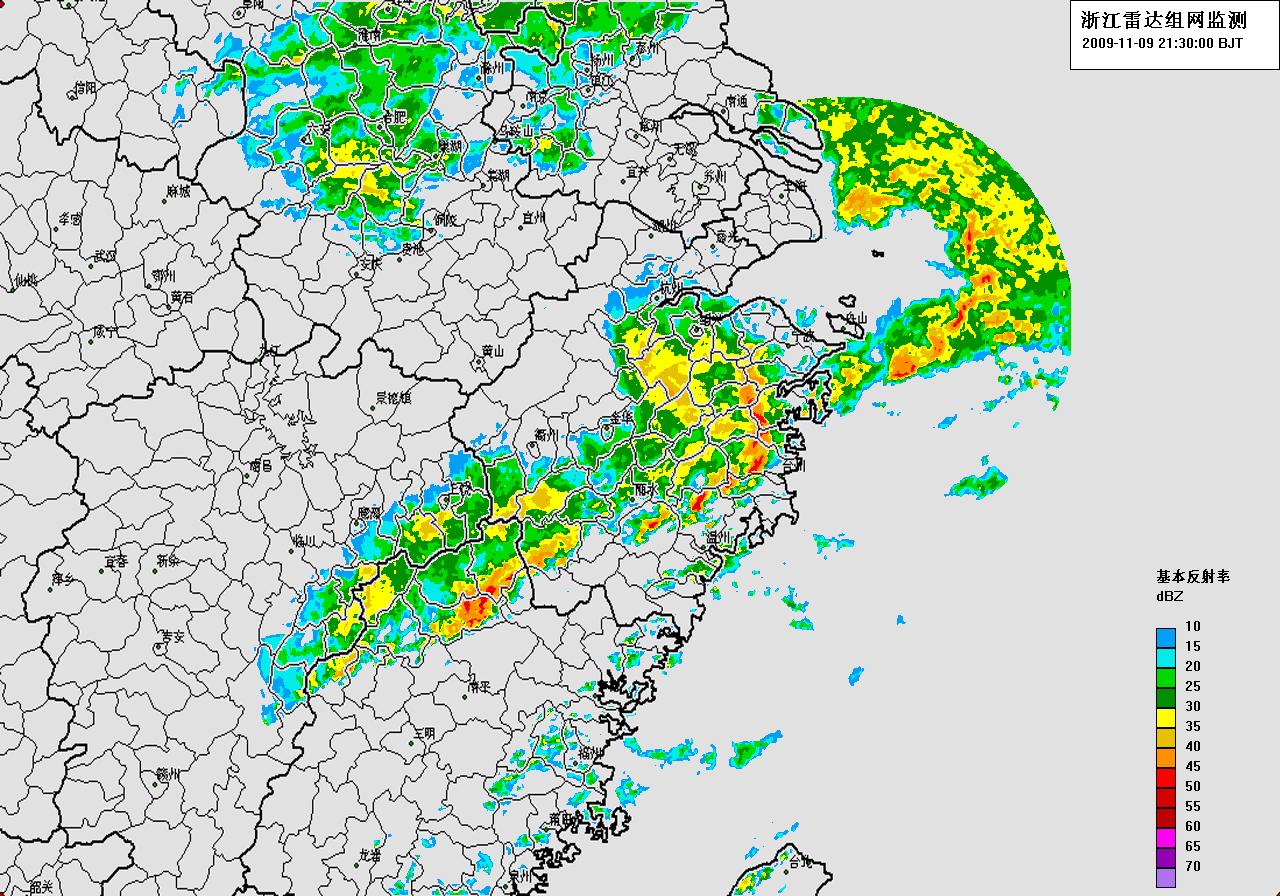 浙江雷达组网监测
2009-11-09 21:30:00 BJT
阜阳
淮南
信阳
滁州
扬州
泰州
镇江
南京
南通
六安
合肥
马鞍山
常州
巢湖
无锡
芜湖
宜兴
苏州
上海
麻城
孝感
铜陵
宣州
湖州
嘉兴
武汉
安庆
贵池
仙桃
鄂州
黄石
杭州
绍兴
舟山
宁波
咸宁
九江
黄山
景德镇
金华
衢州
南昌
台州
上饶
丽水
鹰潭
临川
温州
宜春
新余
萍乡
吉安
南平
三明
福州
赣州
莆田
龙岩
泉州
台北
韶关
基本反射率
dBZ
10
15
20
25
30
35
40
45
50
55
60
65
70